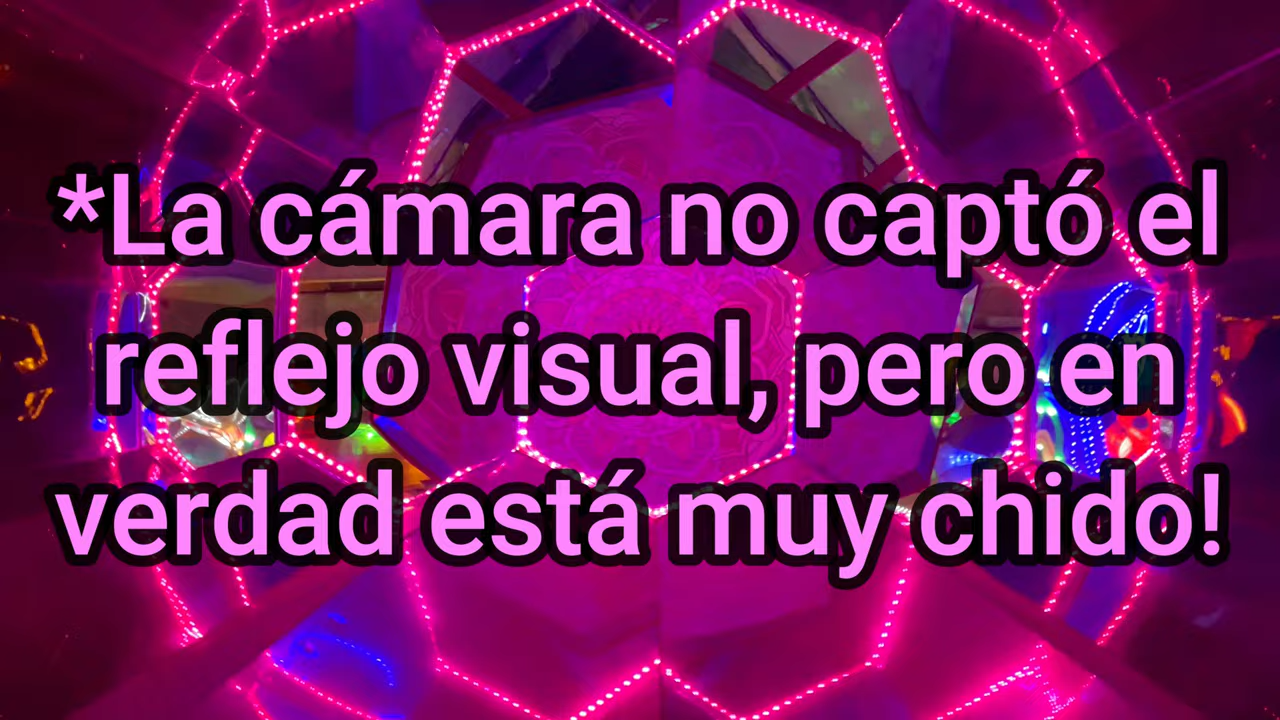 *La cámara no captó el
reflejo visual, pero en
verdad está muy chido!